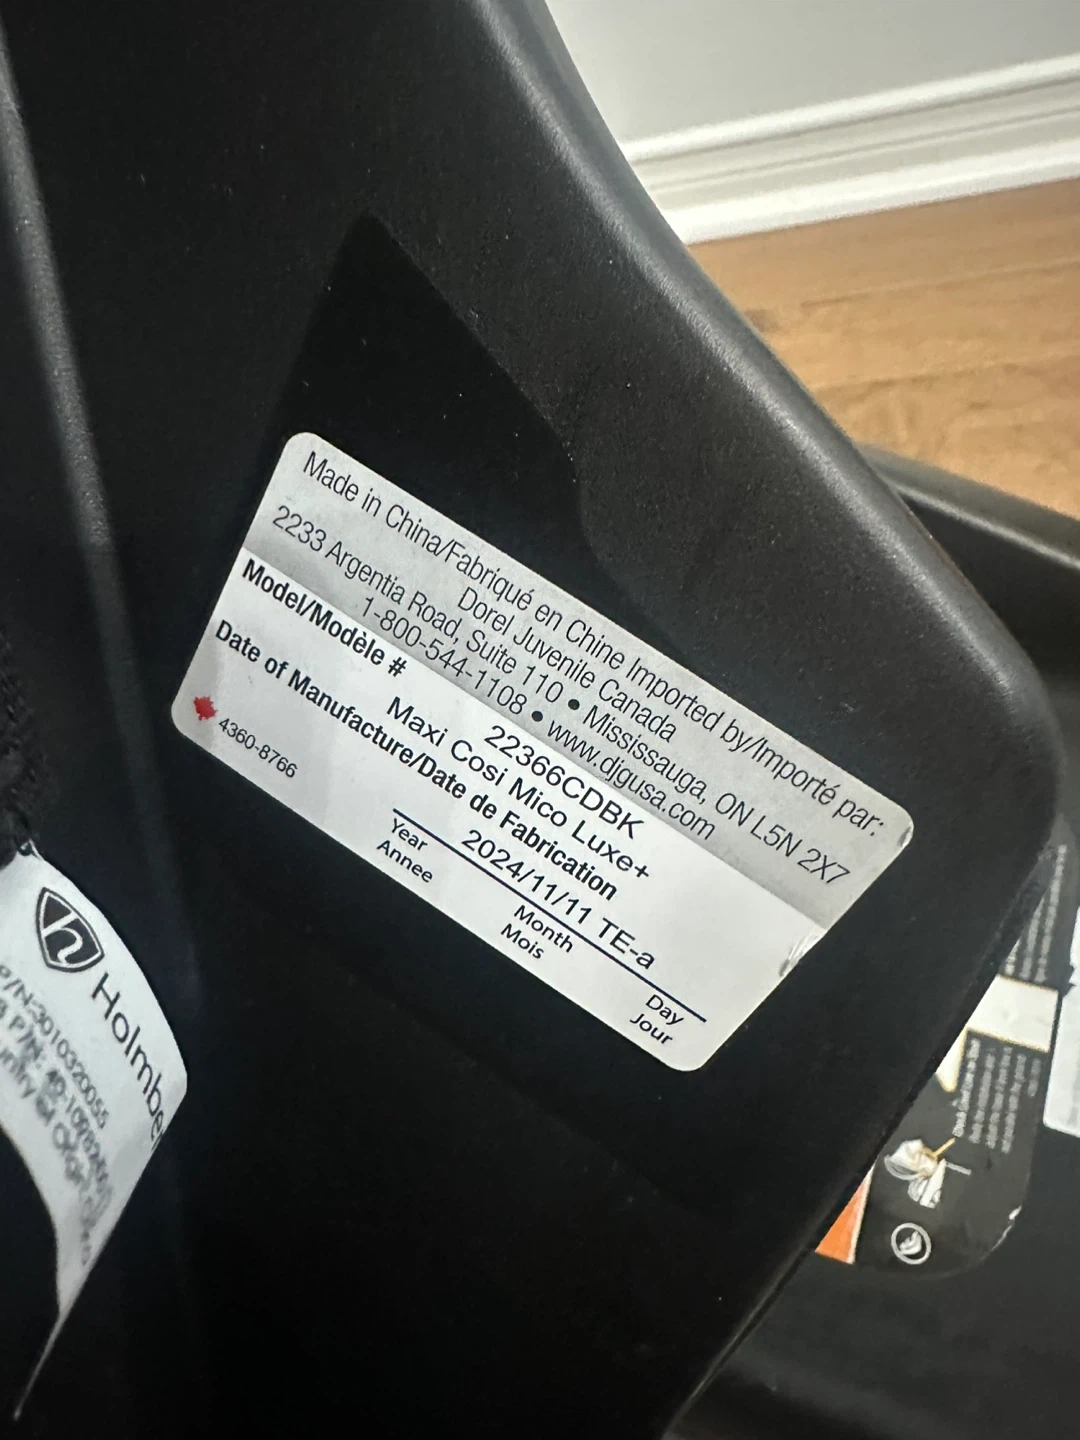 Made in China/Fabriqué en Chine Imported by/Importé par:
Dorel Juvenile Canada
2233 Argentia Road, Suite 110 • Mississauga, ON L5N 2X7
1-800-544-1108 • www.djgusa.com
Model/Modèle #
22366CDBK
Maxi Cosi Mico Luxe+
Date of Manufacture/Date de Fabrication
2024/11/11 TE-a
Year Month Day
Annee Mois Jour
4360-8766
h
Holmbe
P/N:3010320055